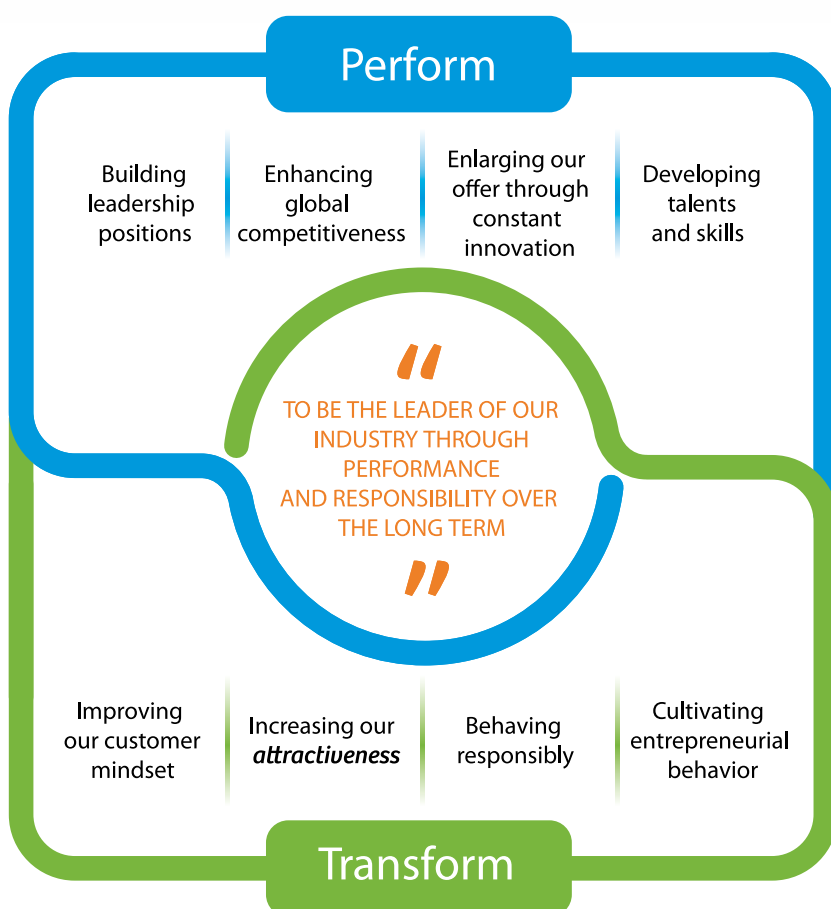 Perform
Building
leadership
positions
Enhancing
global
competitiveness
Enlarging our
offer through
constant
innovation
Developing
talents
and skills
“
TO BE THE LEADER OF OUR
INDUSTRY THROUGH
PERFORMANCE
AND RESPONSIBILITY OVER
THE LONG TERM
”
Improving
our customer
mindset
Increasing our
attractiveness
Behaving
responsibly
Cultivating
entrepreneurial
behavior
Transform